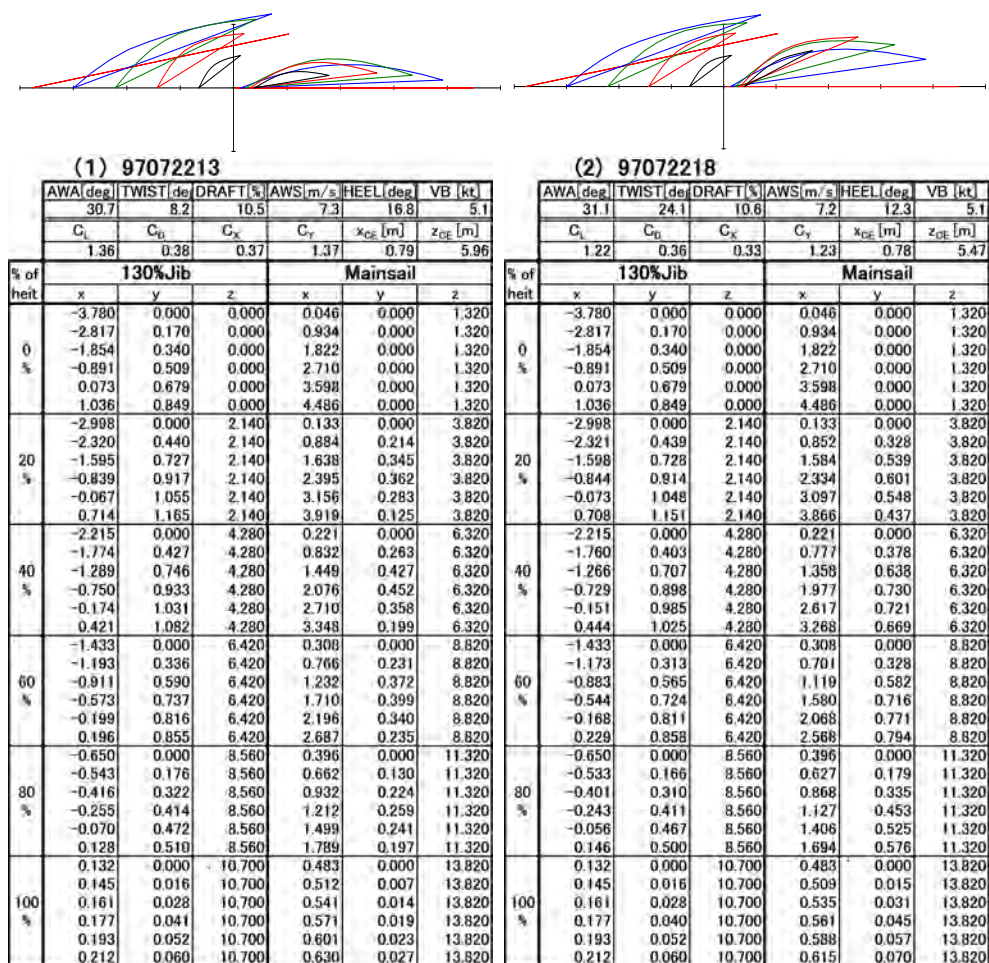 (1) 97072213
AWA[deg] TWIST[deg DRAFT[%] AWS[m/s] HEEL[deg] VB [kt]
30.7 8.2 10.5 7.3 16.8 5.1
CL CD CX CY xCE [m] zCE [m]
1.36 0.38 0.37 1.37 0.79 5.96
% of 130%Jib Mainsail
heit x y z x y z
-3.780 0.000 0.000 0.046 0.000 1.320
-2.817 0.170 0.000 0.934 0.000 1.320
0 -1.854 0.340 0.000 1.822 0.000 1.320
% -0.891 0.509 0.000 2.710 0.000 1.320
0.073 0.679 0.000 3.598 0.000 1.320
1.036 0.849 0.000 4.486 0.000 1.320
-2.998 0.000 2.140 0.133 0.000 3.820
-2.320 0.440 2.140 0.884 0.214 3.820
20 -1.595 0.727 2.140 1.638 0.345 3.820
% -0.839 0.917 2.140 2.395 0.362 3.820
-0.067 1.055 2.140 3.156 0.283 3.820
0.714 1.165 2.140 3.919 0.125 3.820
-2.215 0.000 4.280 0.221 0.000 6.320
-1.774 0.427 4.280 0.832 0.263 6.320
40 -1.289 0.746 4.280 1.449 0.427 6.320
% -0.750 0.933 4.280 2.076 0.452 6.320
-0.174 1.031 4.280 2.710 0.358 6.320
0.421 1.082 4.280 3.348 0.199 6.320
-1.433 0.000 6.420 0.308 0.000 8.820
-1.193 0.336 6.420 0.766 0.231 8.820
60 -0.911 0.590 6.420 1.232 0.372 8.820
% -0.573 0.737 6.420 1.710 0.399 8.820
-0.199 0.816 6.420 2.196 0.340 8.820
0.196 0.855 6.420 2.687 0.235 8.820
-0.650 0.000 8.560 0.396 0.000 11.320
-0.543 0.176 8.560 0.662 0.130 11.320
80 -0.416 0.322 8.560 0.932 0.224 11.320
% -0.255 0.414 8.560 1.212 0.259 11.320
-0.070 0.472 8.560 1.499 0.241 11.320
0.128 0.510 8.560 1.789 0.197 11.320
0.132 0.000 10.700 0.483 0.000 13.820
0.145 0.016 10.700 0.512 0.007 13.820
100 0.161 0.028 10.700 0.541 0.014 13.820
% 0.177 0.041 10.700 0.571 0.019 13.820
0.193 0.052 10.700 0.601 0.023 13.820
0.212 0.060 10.700 0.630 0.027 13.820
(2) 97072218
AWA[deg] TWIST[deg DRAFT[%] AWS[m/s] HEEL[deg] VB [kt]
31.1 24.1 10.6 7.2 12.3 5.1
CL CD CX CY xCE [m] zCE [m]
1.22 0.36 0.33 1.23 0.78 5.47
% of 130%Jib Mainsail
heit x y z x y z
-3.780 0.000 0.000 0.046 0.000 1.320
-2.817 0.170 0.000 0.934 0.000 1.320
0 -1.854 0.340 0.000 1.822 0.000 1.320
% -0.891 0.509 0.000 2.710 0.000 1.320
0.073 0.679 0.000 3.598 0.000 1.320
1.036 0.849 0.000 4.486 0.000 1.320
-2.998 0.000 2.140 0.133 0.000 3.820
-2.321 0.439 2.140 0.852 0.328 3.820
20 -1.598 0.728 2.140 1.584 0.539 3.820
% -0.844 0.914 2.140 2.334 0.601 3.820
-0.073 1.048 2.140 3.097 0.548 3.820
0.708 1.151 2.140 3.866 0.437 3.820
-2.215 0.000 4.280 0.221 0.000 6.320
-1.760 0.403 4.280 0.777 0.378 6.320
40 -1.266 0.707 4.280 1.358 0.638 6.320
% -0.729 0.898 4.280 1.977 0.730 6.320
-0.151 0.985 4.280 2.617 0.721 6.320
0.444 1.025 4.280 3.268 0.669 6.320
-1.433 0.000 6.420 0.308 0.000 8.820
-1.173 0.313 6.420 0.701 0.328 8.820
60 -0.883 0.565 6.420 1.119 0.582 8.820
% -0.544 0.724 6.420 1.580 0.716 8.820
-0.168 0.811 6.420 2.068 0.771 8.820
0.229 0.858 6.420 2.568 0.794 8.820
-0.650 0.000 8.560 0.396 0.000 11.320
-0.533 0.166 8.560 0.627 0.179 11.320
80 -0.401 0.310 8.560 0.868 0.335 11.320
% -0.243 0.411 8.560 1.127 0.453 11.320
-0.056 0.467 8.560 1.406 0.525 11.320
0.146 0.500 8.560 1.694 0.576 11.320
0.132 0.000 10.700 0.483 0.000 13.820
0.145 0.016 10.700 0.509 0.015 13.820
100 0.161 0.028 10.700 0.535 0.031 13.820
% 0.177 0.040 10.700 0.561 0.045 13.820
0.193 0.052 10.700 0.588 0.057 13.820
0.212 0.060 10.700 0.615 0.070 13.820